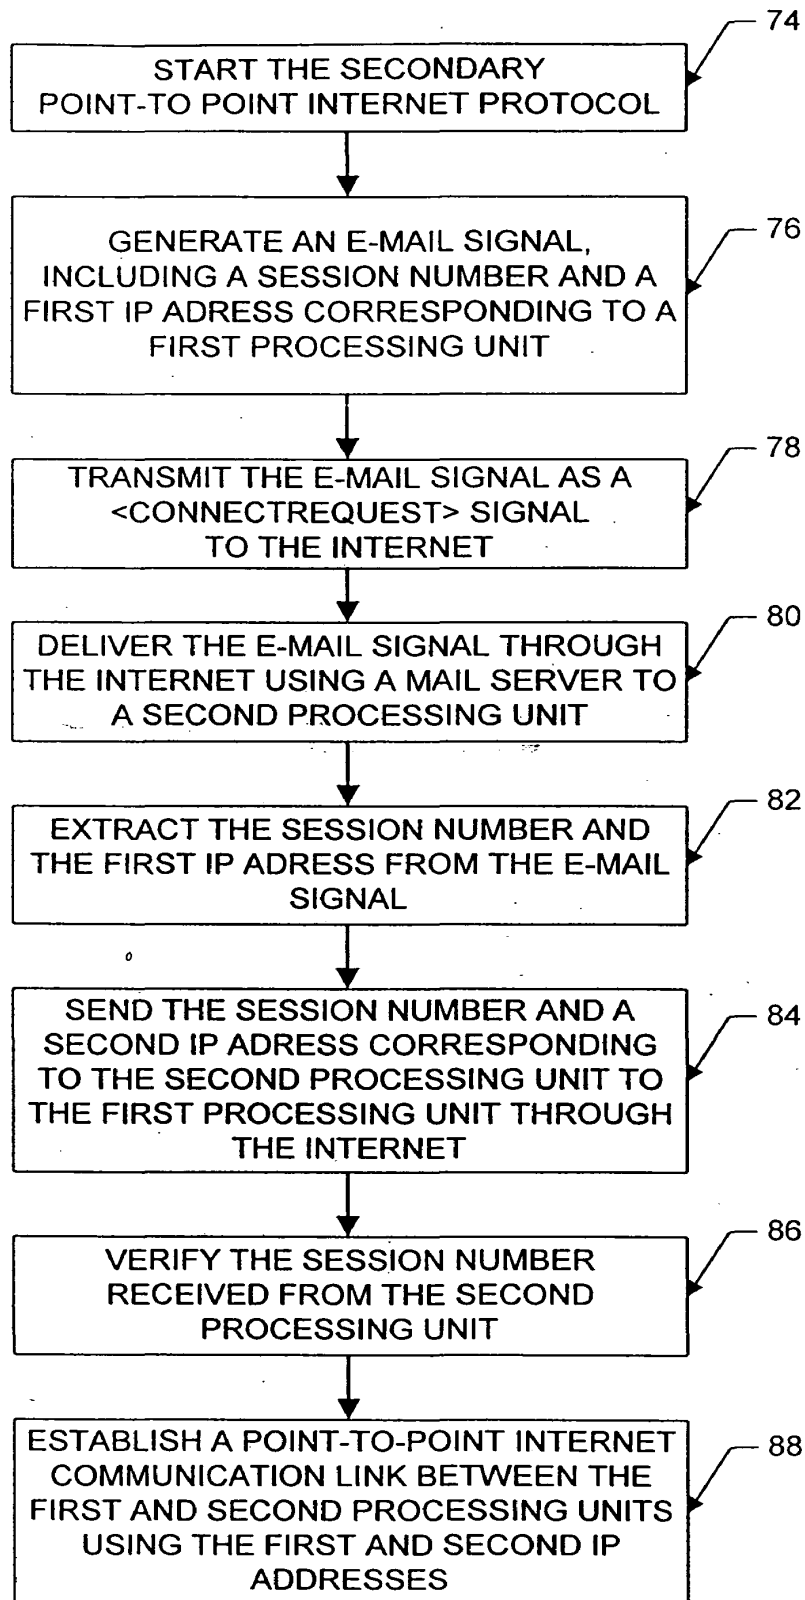 74
START THE SECONDARY
POINT-TO POINT INTERNET PROTOCOL
76
GENERATE AN E-MAIL SIGNAL,
INCLUDING A SESSION NUMBER AND A
FIRST IP ADRESS CORRESPONDING TO A
FIRST PROCESSING UNIT
78
TRANSMIT THE E-MAIL SIGNAL AS A
<CONNECTREQUEST> SIGNAL
TO THE INTERNET
80
DELIVER THE E-MAIL SIGNAL THROUGH
THE INTERNET USING A MAIL SERVER TO
A SECOND PROCESSING UNIT
82
EXTRACT THE SESSION NUMBER AND
THE FIRST IP ADRESS FROM THE E-MAIL
SIGNAL
84
SEND THE SESSION NUMBER AND A
SECOND IP ADRESS CORRESPONDING
TO THE SECOND PROCESSING UNIT TO
THE FIRST PROCESSING UNIT THROUGH
THE INTERNET
86
VERIFY THE SESSION NUMBER
RECEIVED FROM THE SECOND
PROCESSING UNIT
88
ESTABLISH A POINT-TO-POINT INTERNET
COMMUNICATION LINK BETWEEN THE
FIRST AND SECOND PROCESSING UNITS
USING THE FIRST AND SECOND IP
ADDRESSES